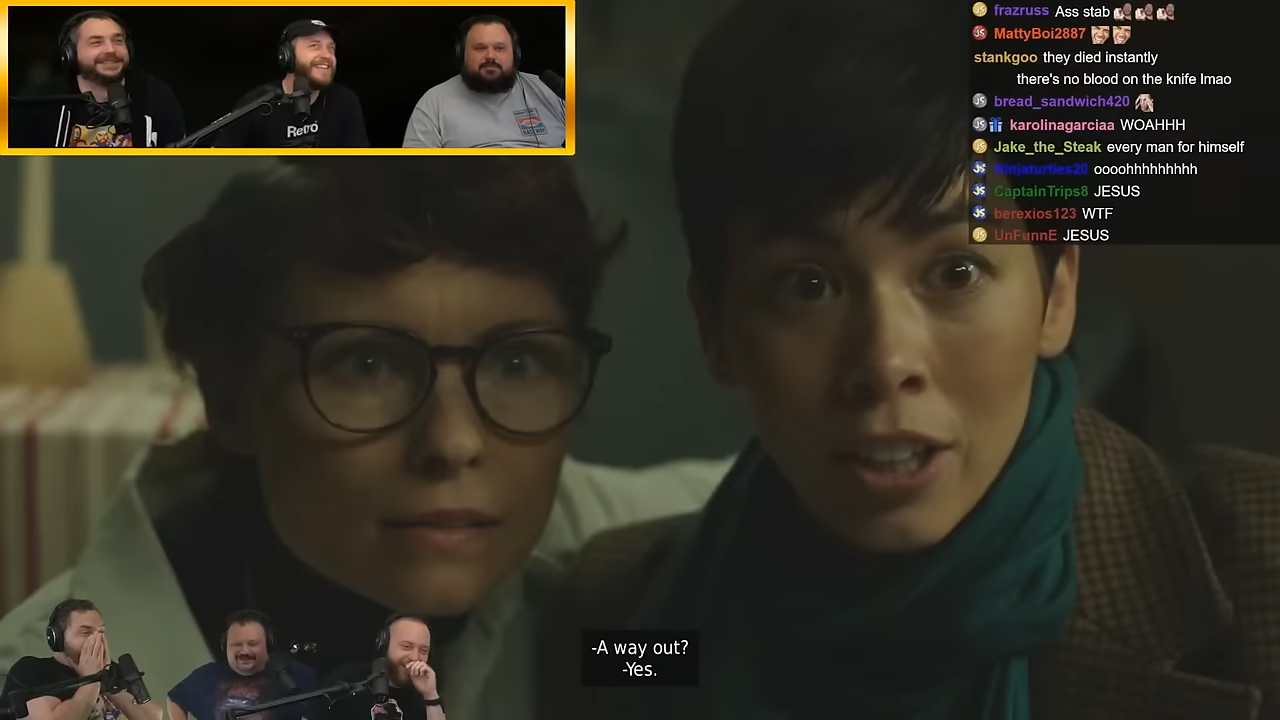 frazruss Ass stab
MattyBoi2887
stankgoo they died instantly
there's no blood on the knife lmao
bread_sandwich420
karolinagarciaa WOAHHH
Jake_the_Steak every man for himself
Ninjaturtles20 oooohhhhhhhhh
CaptainTrips8 JESUS
berexios123 WTF
UnFunnE JESUS
Retro
-A way out?
-Yes.